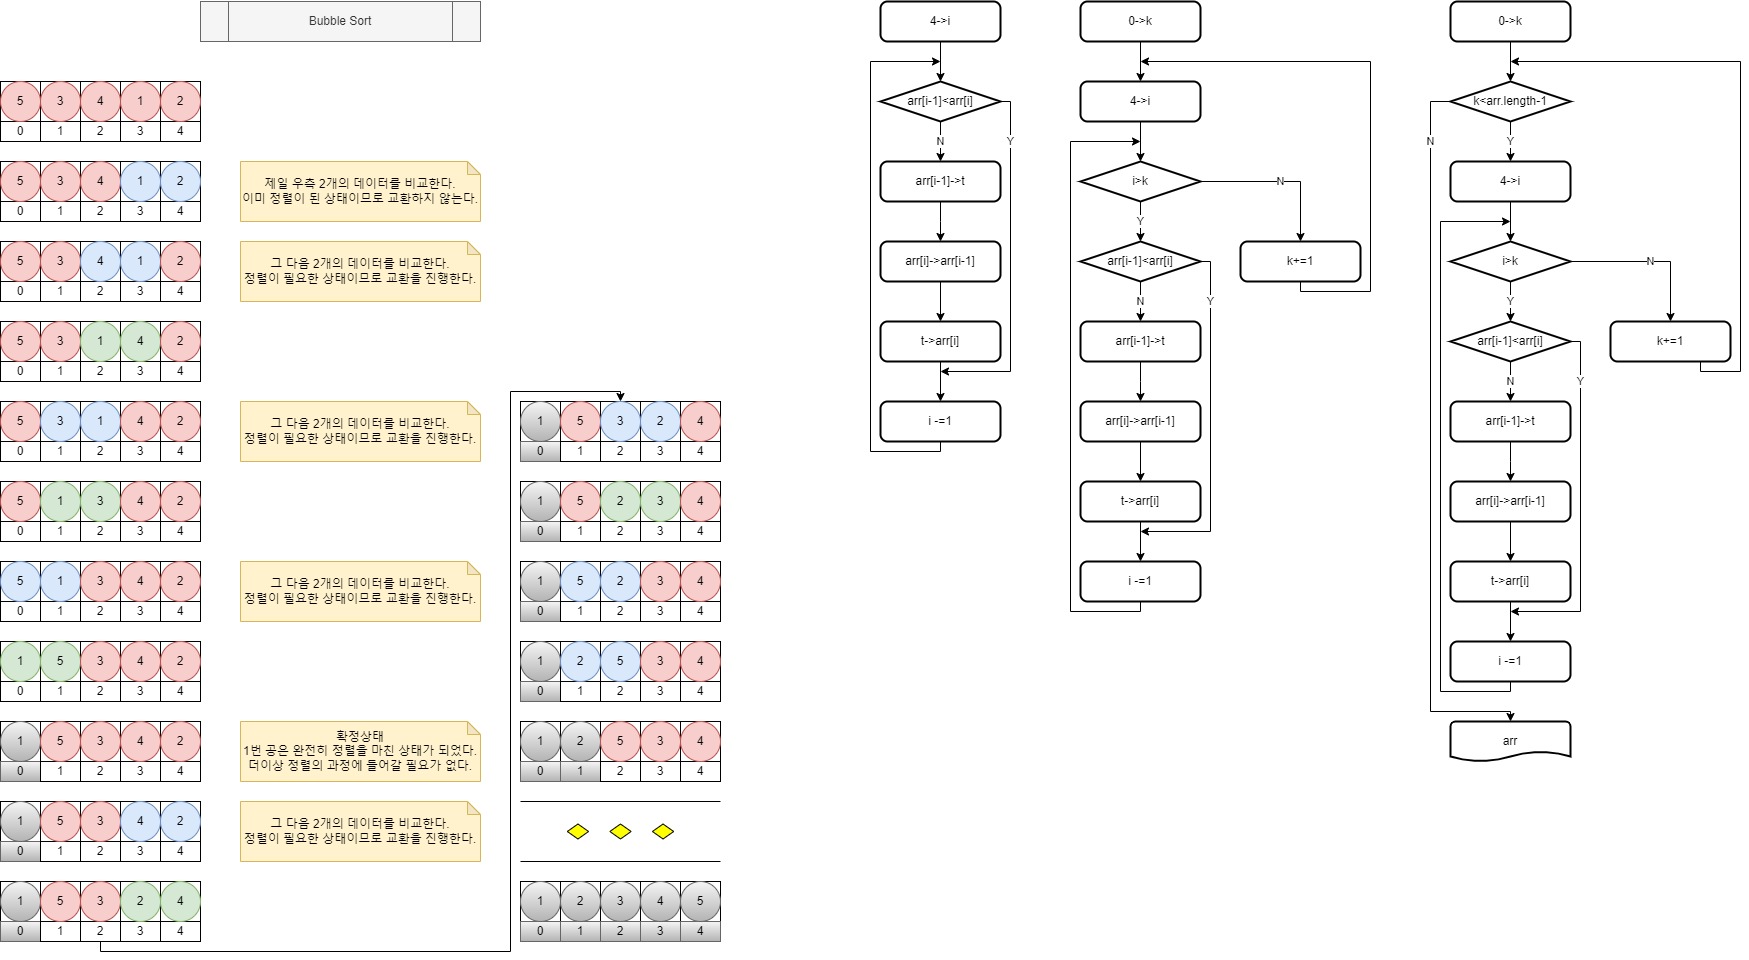 Bubble Sort
5 3 4 1 2
0 1 2 3 4
5 3 4 1 2
0 1 2 3 4
제일 우측 2개의 데이터를 비교한다.
이미 정렬이 된 상태이므로 교환하지 않는다.
5 3 4 1 2
0 1 2 3 4
그 다음 2개의 데이터를 비교한다.
정렬이 필요한 상태이므로 교환을 진행한다.
5 3 1 4 2
0 1 2 3 4
5 3 1 4 2
0 1 2 3 4
그 다음 2개의 데이터를 비교한다.
정렬이 필요한 상태이므로 교환을 진행한다.
5 1 3 4 2
0 1 2 3 4
5 1 3 4 2
0 1 2 3 4
그 다음 2개의 데이터를 비교한다.
정렬이 필요한 상태이므로 교환을 진행한다.
1 5 3 4 2
0 1 2 3 4
1 5 3 4 2
0 1 2 3 4
확정상태
1번 공은 완전히 정렬을 마친 상태가 되었다.
더이상 정렬의 과정에 들어갈 필요가 없다.
1 5 3 4 2
0 1 2 3 4
그 다음 2개의 데이터를 비교한다.
정렬이 필요한 상태이므로 교환을 진행한다.
1 5 3 2 4
0 1 2 3 4
1 5 3 2 4
0 1 2 3 4
1 5 2 3 4
0 1 2 3 4
1 5 2 3 4
0 1 2 3 4
1 2 5 3 4
0 1 2 3 4
1 2 5 3 4
0 1 2 3 4
1 2 3 4 5
0 1 2 3 4
4->i
arr[i-1]<arr[i]
N
Y
arr[i-1]->t
arr[i]->arr[i-1]
t->arr[i]
i -=1
0->k
4->i
i>k
N
Y
k+=1
arr[i-1]<arr[i]
N
Y
arr[i-1]->t
arr[i]->arr[i-1]
t->arr[i]
i -=1
0->k
k<arr.length-1
N
Y
4->i
i>k
N
Y
k+=1
arr[i-1]<arr[i]
N
Y
arr[i-1]->t
arr[i]->arr[i-1]
t->arr[i]
i -=1
arr